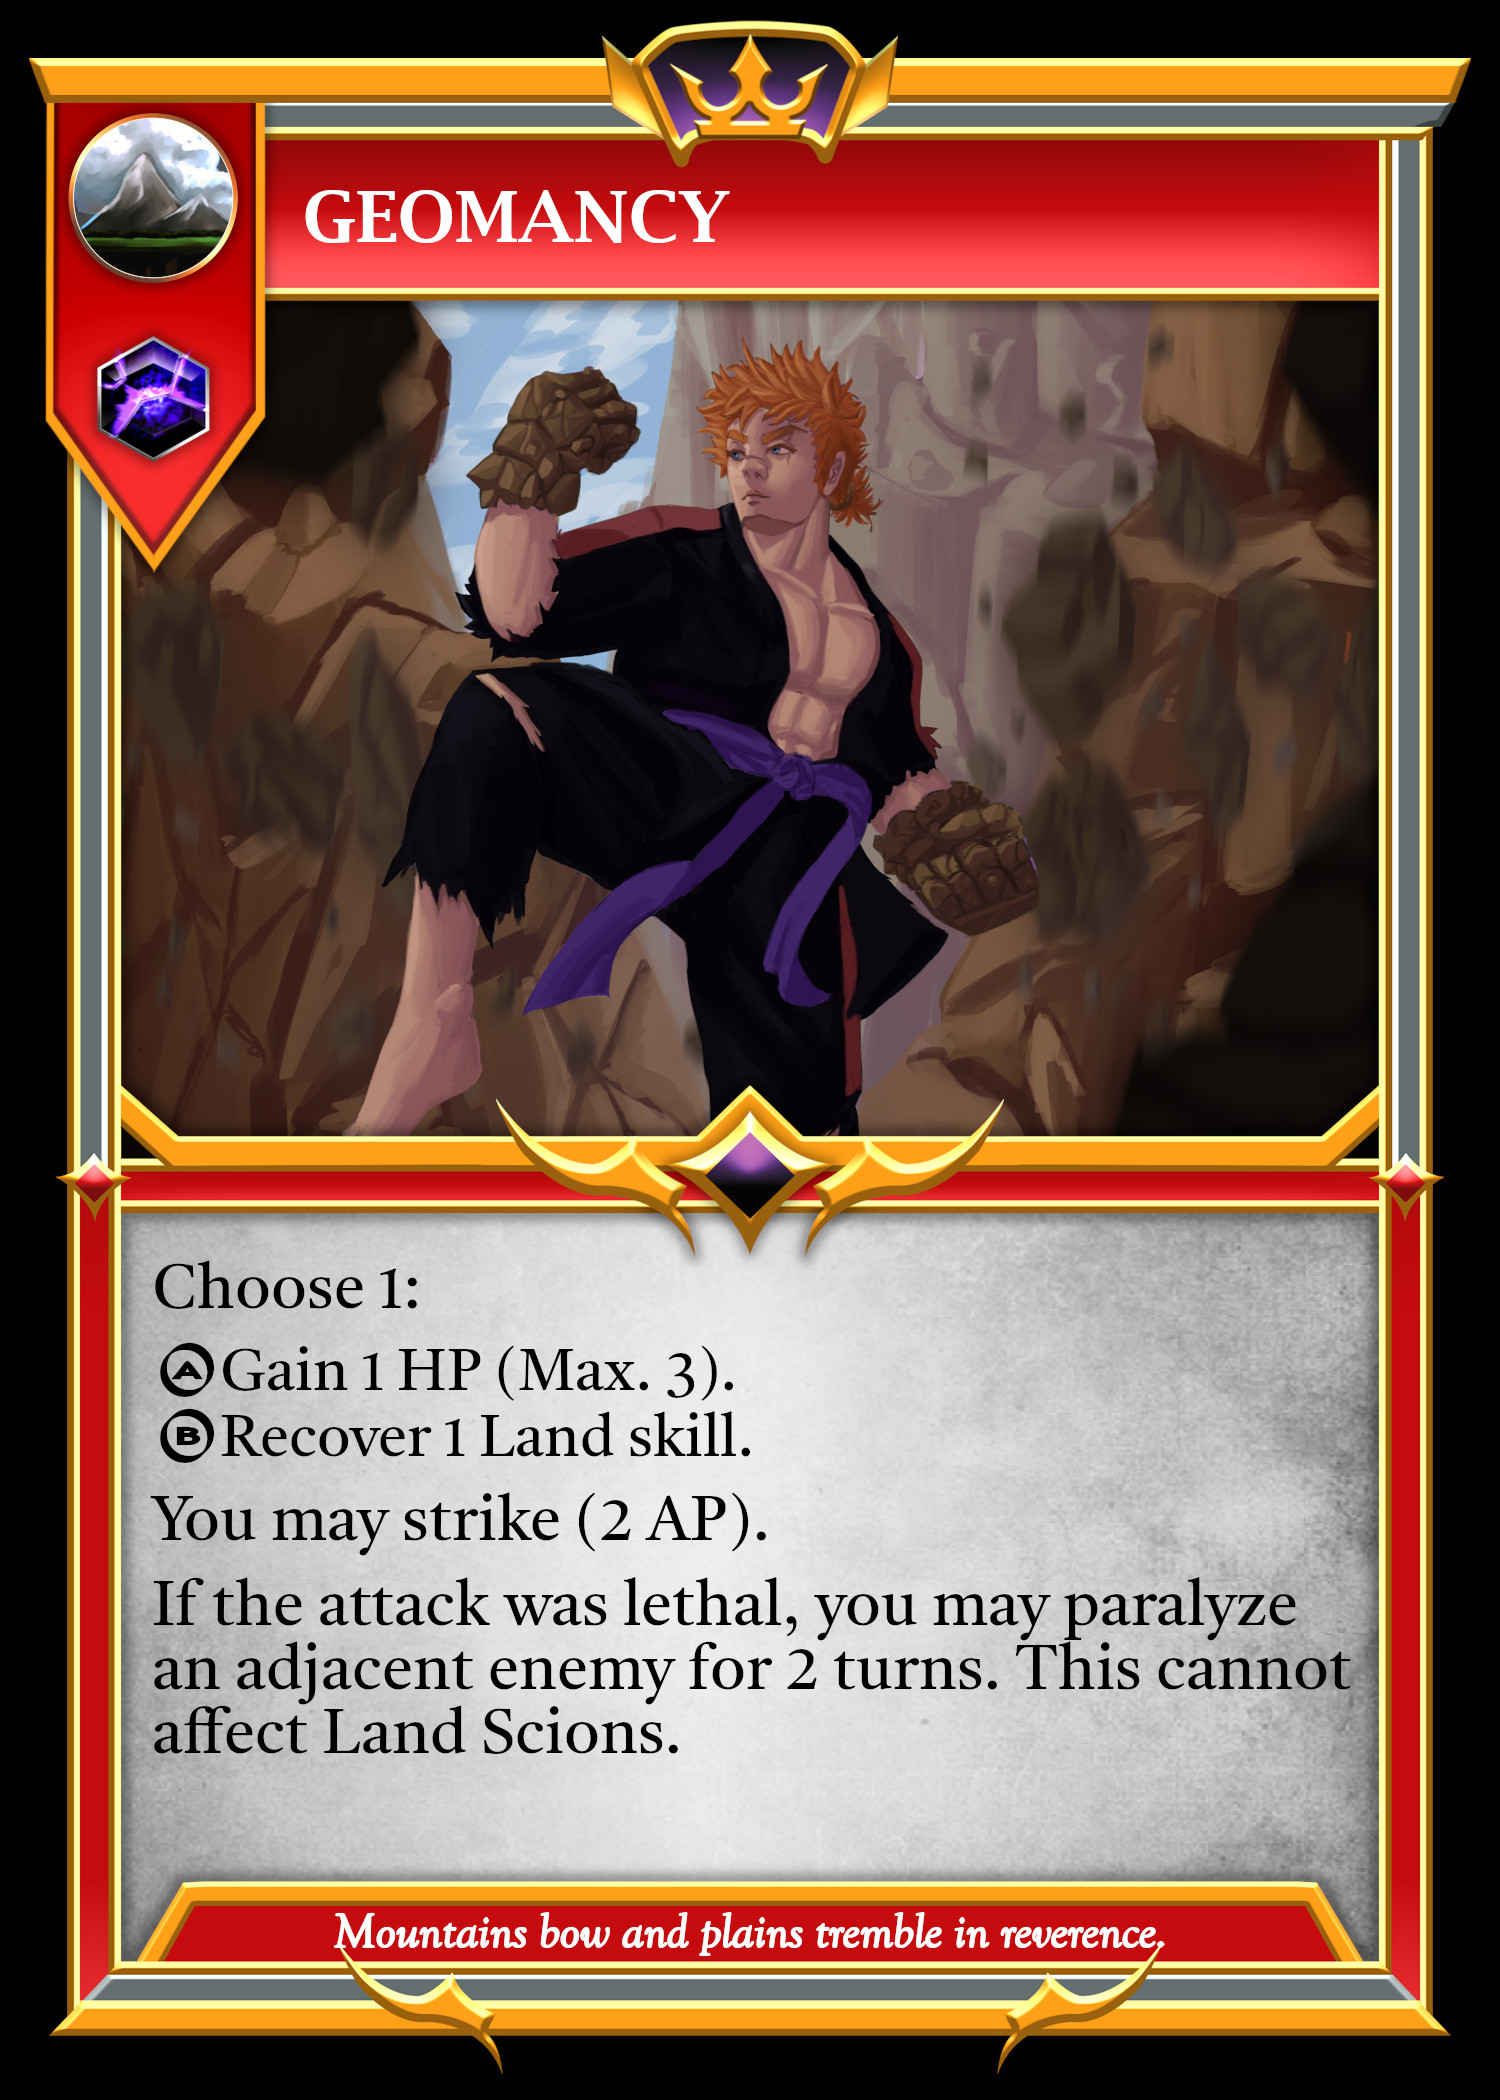 GEOMANCY
Choose 1:
A Gain 1 HP (Max. 3).
B Recover 1 Land skill.
You may strike (2 AP).
If the attack was lethal, you may paralyze
an adjacent enemy for 2 turns. This cannot
affect Land Scions.
Mountains bow and plains tremble in reverence.